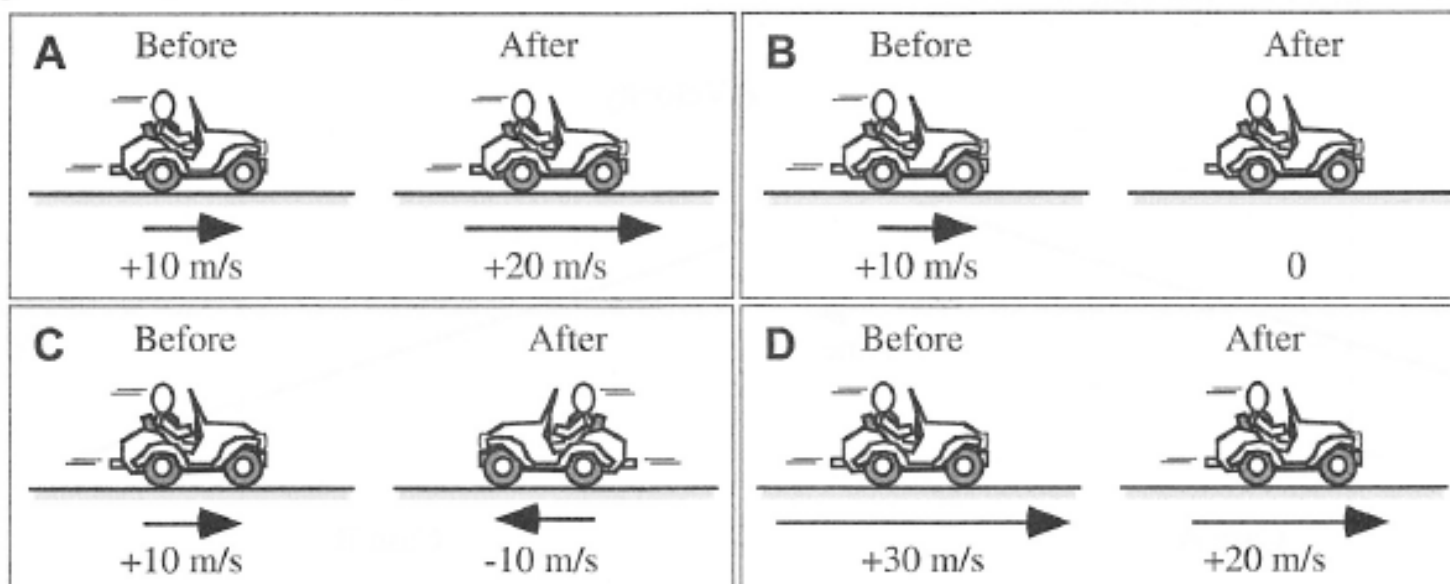 A
Before
After
+10 m/s
+20 m/s
B
Before
After
+10 m/s
0
C
Before
After
+10 m/s
-10 m/s
D
Before
After
+30 m/s
+20 m/s